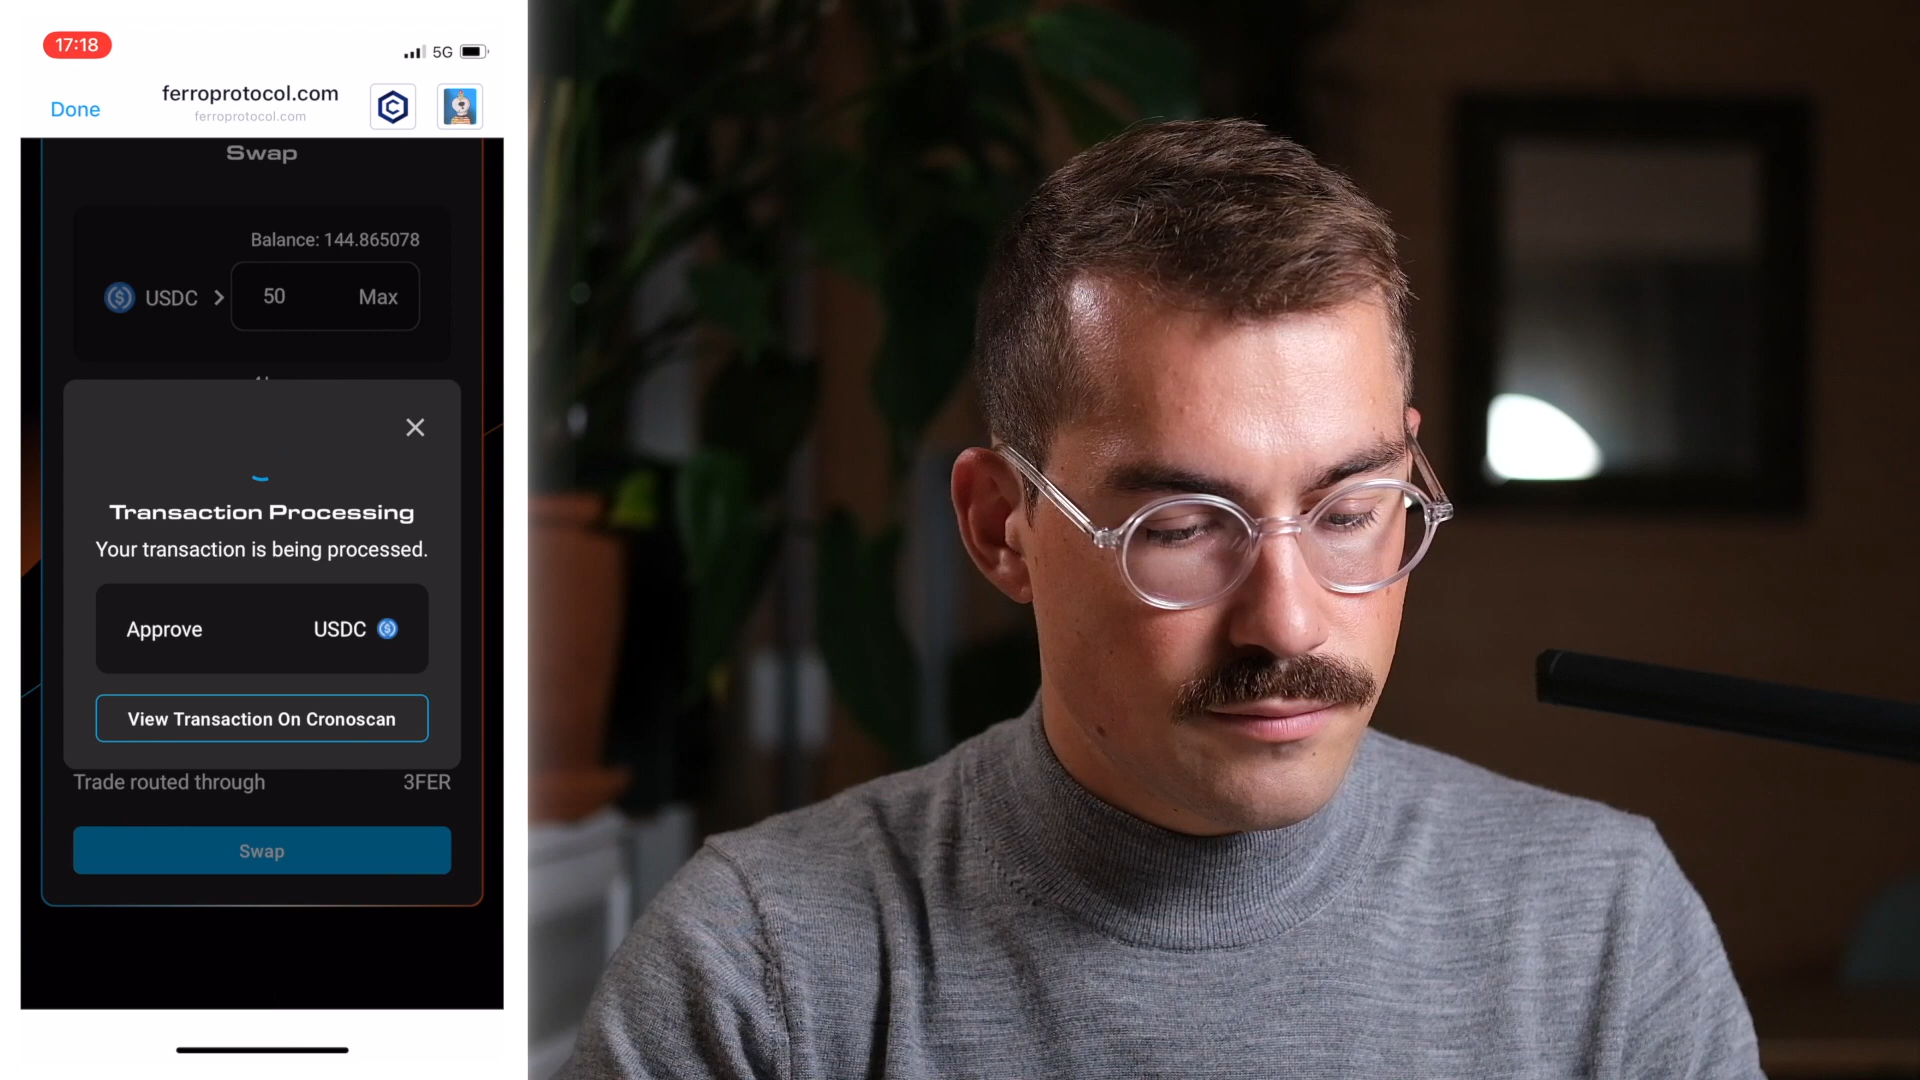 17:18
5G
Done
ferroprotocol.com
ferroprotocol.com
Swap
Balance: 144.865078
USDC
50
Max
Transaction Processing
Your transaction is being processed.
Approve
USDC
View Transaction On Cronoscan
Trade routed through
3FER
Swap